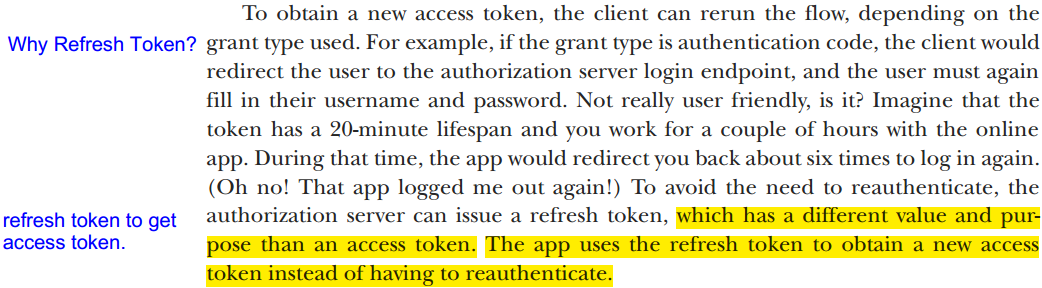 To obtain a new access token, the client can rerun the flow, depending on the
Why Refresh Token?
grant type used. For example, if the grant type is authentication code, the client would
redirect the user to the authorization server login endpoint, and the user must again
fill in their username and password. Not really user friendly, is it? Imagine that the
token has a 20-minute lifespan and you work for a couple of hours with the online
app. During that time, the app would redirect you back about six times to log in again.
(Oh no! That app logged me out again!) To avoid the need to reauthenticate, the
refresh token to get
access token.
authorization server can issue a refresh token, which has a different value and pur-
pose than an access token. The app uses the refresh token to obtain a new access
token instead of having to reauthenticate.